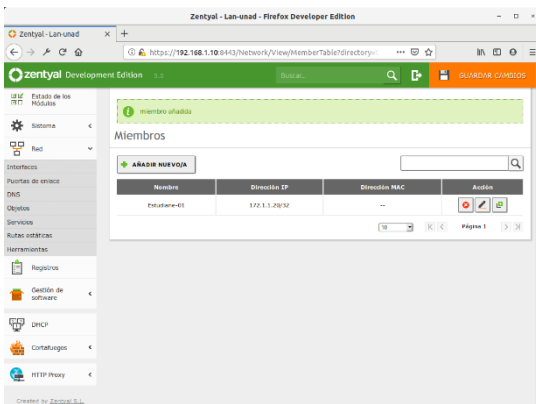 Zentyal - Lan-unad - Firefox Developer Edition
Zentyal - Lan-unad
https://192.168.1.10:8443/Network/View/MemberTable?directory=
zentyal Development Edition 5.0
Buscar...
GUARDAR CAMBIOS
Estado de los
Módulos
Sistema
Red
Interfaces
Puertas de enlace
DNS
Objetos
Servicios
Rutas estáticas
Herramientas
Registros
Gestión de
software
DHCP
Cortafuegos
HTTP Proxy
Created by Zentyal S.L.
miembro añadido
Miembros
AÑADIR NUEVO/A
Nombre Dirección IP Dirección MAC Acción
Estudiane-01 172.1.1.20/32 --
10 Página 1